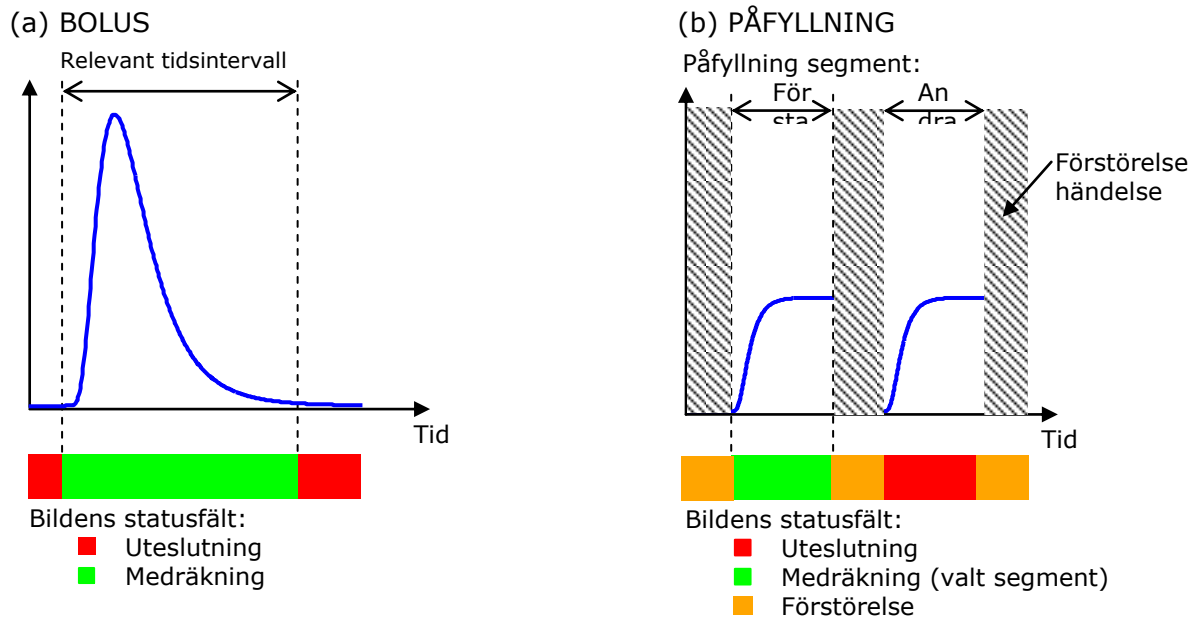 (a) BOLUS
Relevant tidsintervall
Tid
Bildens statusfält:
Uteslutning
Medräkning
(b) PÅFYLLNING
Påfyllning segment:
För
sta
An
dra
Förstörelse
händelse
Tid
Bildens statusfält:
Uteslutning
Medräkning (valt segment)
Förstörelse